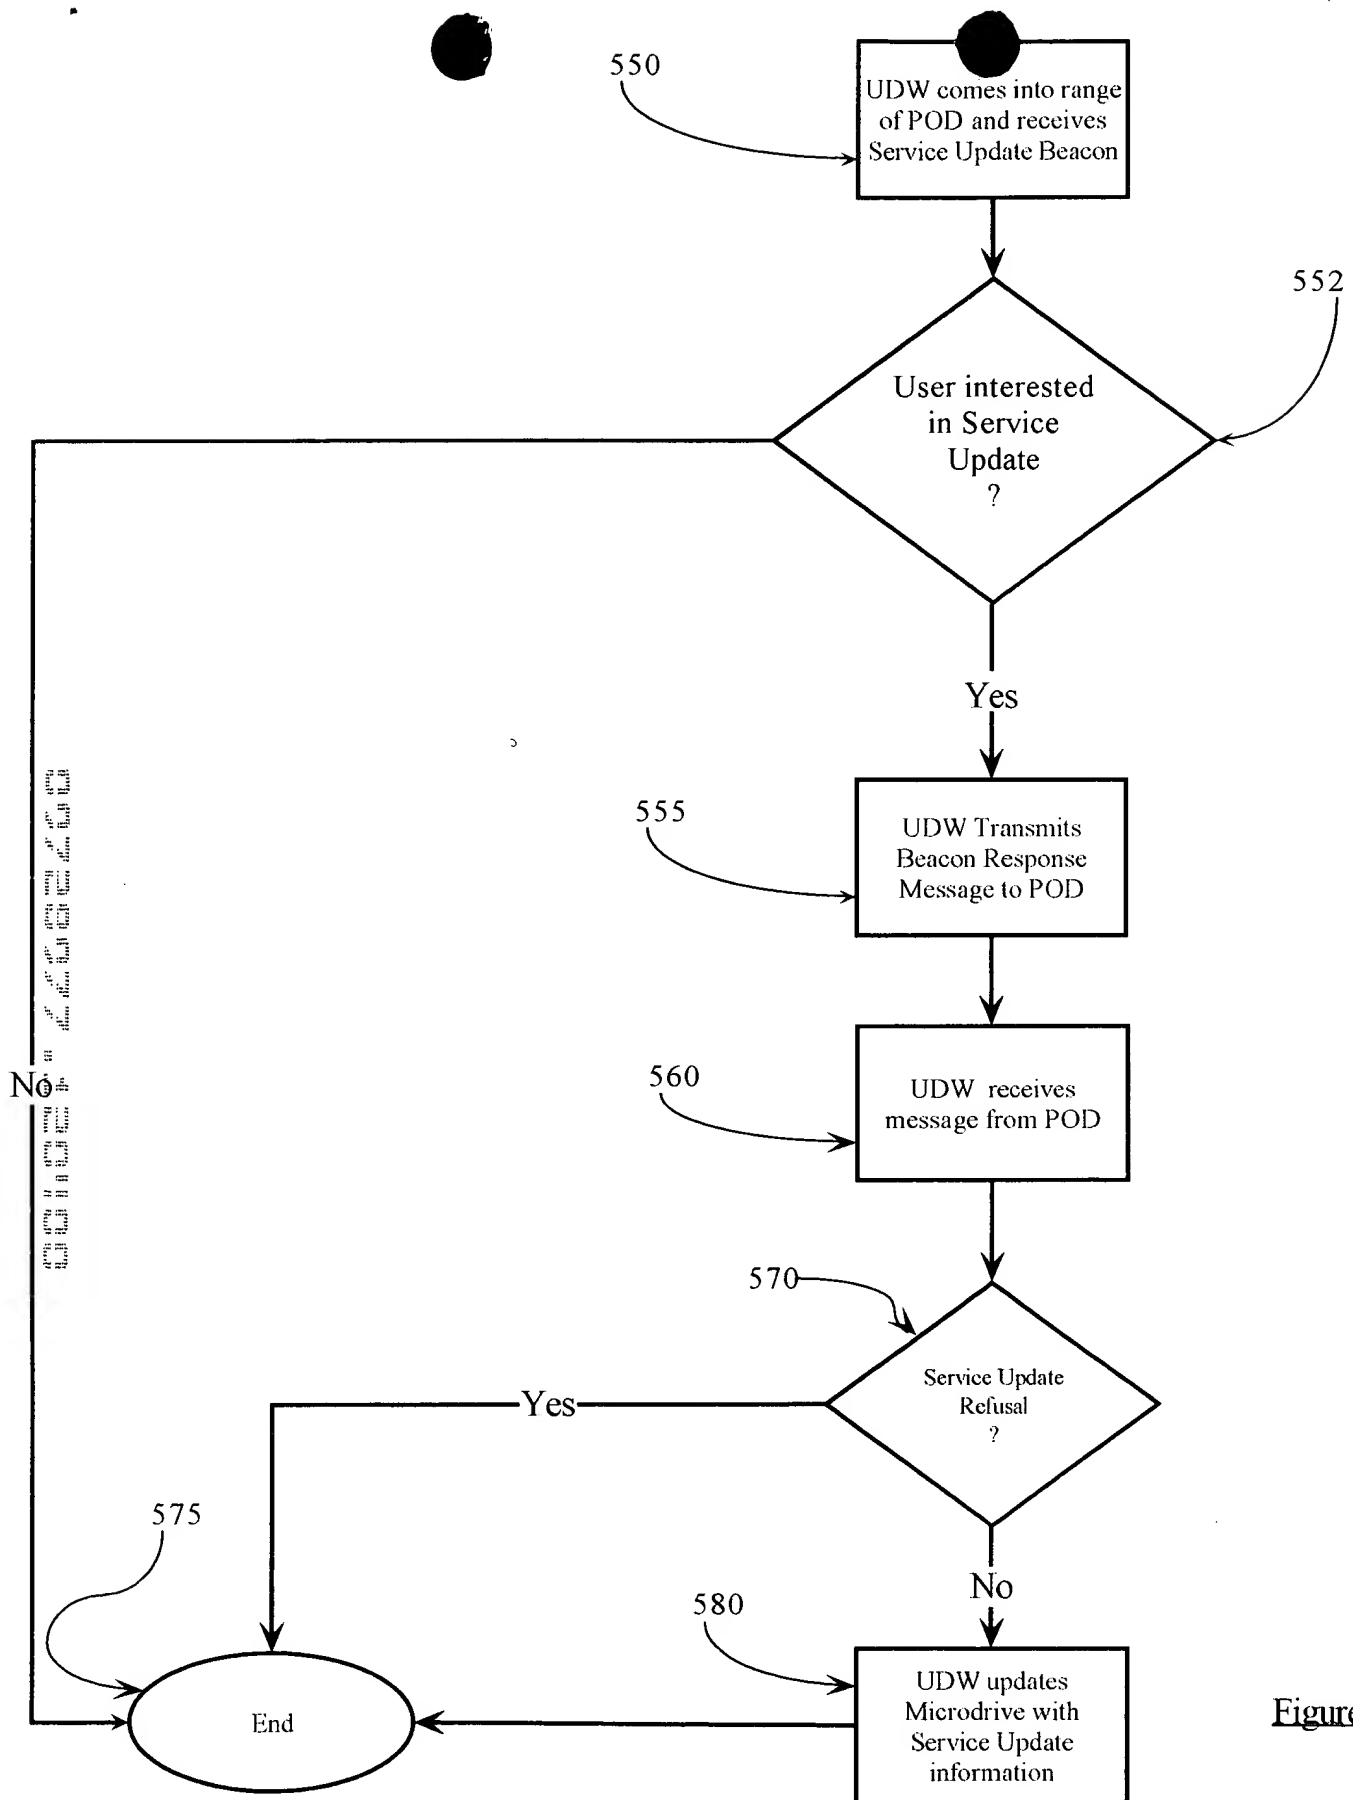 550
UDW comes into range
of POD and receives
Service Update Beacon
552
User interested
in Service
Update
?
Yes
555
UDW Transmits
Beacon Response
Message to POD
No
560
UDW receives
message from POD
570
Service Update
Refusal
?
Yes
575
No
580
End
UDW updates
Microdrive with
Service Update
information
Figure